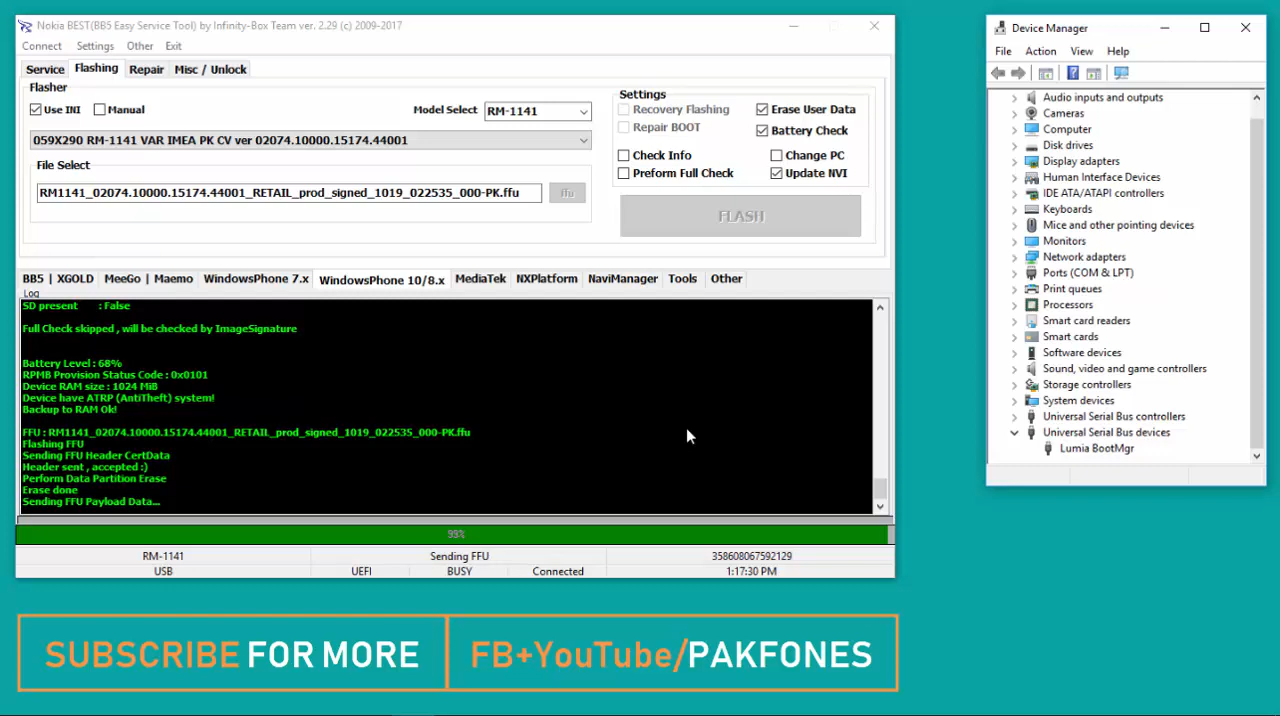 Nokia BEST(BB5 Easy Service Tool) by Infinity-Box Team ver. 2.29 (c) 2009-2017
Connect Settings Other Exit
Service Flashing Repair Misc / Unlock
Flasher
Use INI Manual Model Select RM-1141
059X290 RM-1141 VAR IMEA PK CV ver 02074.10000.15174.44001
File Select
RM1141_02074.10000.15174.44001_RETAIL_prod_signed_1019_022535_000-PK.ffu ffu
Settings
Recovery Flashing Erase User Data
Repair BOOT Battery Check
Check Info Change PC
Preform Full Check Update NVI
FLASH
BB5 | XGOLD MeeGo | Maemo WindowsPhone 7.x WindowsPhone 10/8.x MediaTek NXPlatform NaviManager Tools Other
Log
SD present : False
Full Check skipped , will be checked by ImageSignature
Battery Level : 68%
RPMB Provision Status Code : 0x0101
Device RAM size : 1024 MiB
Device have ATRP (AntiTheft) system!
Backup to RAM Ok!
FFU : RM1141_02074.10000.15174.44001_RETAIL_prod_signed_1019_022535_000-PK.ffu
Flashing FFU
Sending FFU Header CertData
Header sent , accepted :)
Perform Data Partition Erase
Erase done
Sending FFU Payload Data...
99%
RM-1141 Sending FFU 358608067592129
USB UEFI BUSY Connected 1:17:30 PM
Device Manager
File Action View Help
Audio inputs and outputs
Cameras
Computer
Disk drives
Display adapters
Human Interface Devices
IDE ATA/ATAPI controllers
Keyboards
Mice and other pointing devices
Monitors
Network adapters
Ports (COM & LPT)
Print queues
Processors
Smart card readers
Smart cards
Software devices
Sound, video and game controllers
Storage controllers
System devices
Universal Serial Bus controllers
Universal Serial Bus devices
Lumia BootMgr
SUBSCRIBE FOR MORE
FB+YouTube/PAKFONES